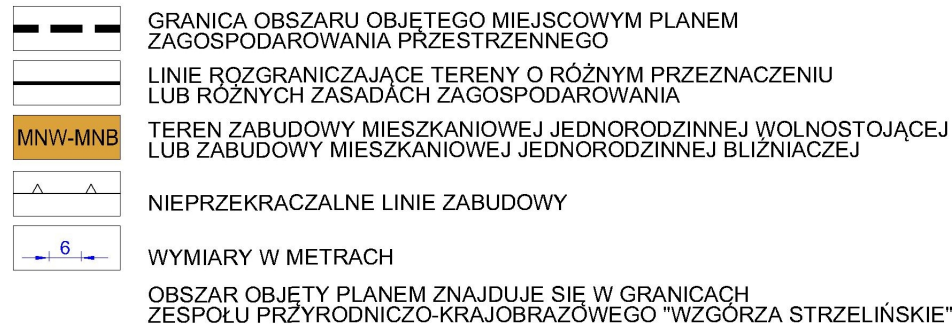 GRANICA OBSZARU OBJĘTEGO MIEJSCOWYM PLANEM
ZAGOSPODAROWANIA PRZESTRZENNEGO
LINIE ROZGRANICZAJĄCE TERENY O RÓŻNYM PRZEZNACZENIU
LUB RÓŻNYCH ZASADACH ZAGOSPODAROWANIA
MNW-MNB
TEREN ZABUDOWY MIESZKANIOWEJ JEDNORODZINNEJ WOLNOSTOJĄCEJ
LUB ZABUDOWY MIESZKANIOWEJ JEDNORODZINNEJ BLIŹNIACZEJ
NIEPRZEKRACZALNE LINIE ZABUDOWY
6
WYMIARY W METRACH
OBSZAR OBJĘTY PLANEM ZNAJDUJE SIĘ W GRANICACH
ZESPOŁU PRZYRODNICZO-KRAJOBRAZOWEGO "WZGÓRZA STRZELIŃSKIE"